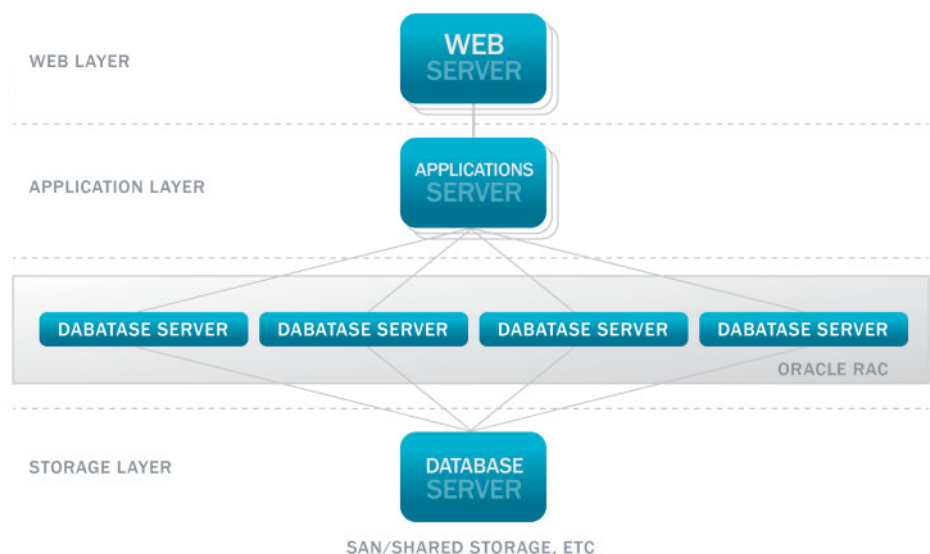 WEB LAYER
WEB
SERVER
APPLICATION LAYER
APPLICATIONS
SERVER
DABATASE SERVER
DABATASE SERVER
DABATASE SERVER
DABATASE SERVER
ORACLE RAC
STORAGE LAYER
DATABASE
SERVER
SAN/SHARED STORAGE, ETC